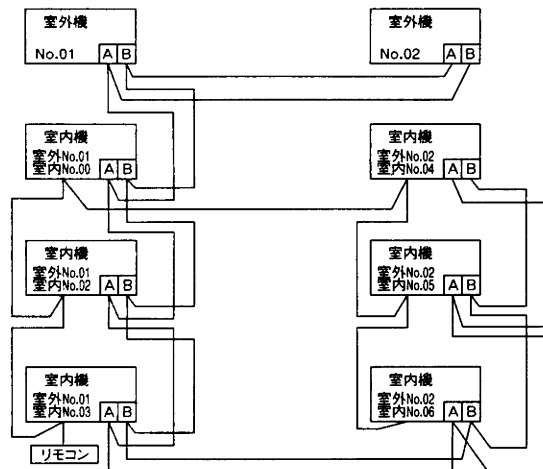 室外機
No.01
A B
室外機
No.02
A B
室内機
室外No.01
室内No.00
A B
室内機
室外No.02
室内No.04
A B
室内機
室外No.01
室内No.02
A B
室内機
室外No.02
室内No.05
A B
室内機
室外No.01
室内No.03
A B
リモコン
室内機
室外No.02
室内No.06
A B